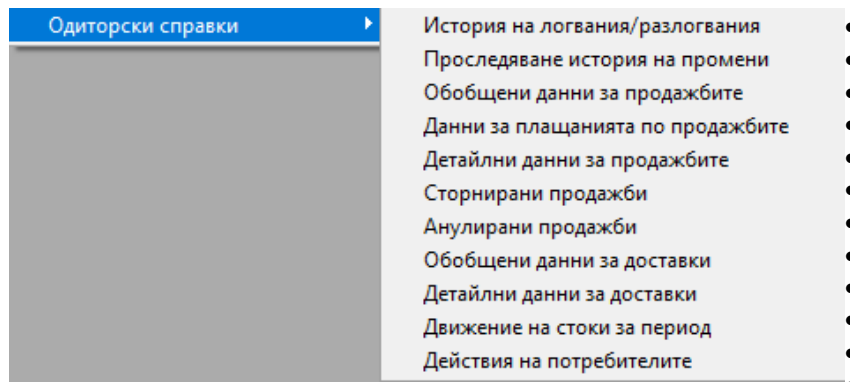 Одиторски справки
История на логвания/разлогвания
Проследяване история на промени
Обобщени данни за продажбите
Данни за плащанията по продажбите
Детайлни данни за продажбите
Сторнирани продажби
Анулирани продажби
Обобщени данни за доставки
Детайлни данни за доставки
Движение на стоки за период
Действия на потребителите